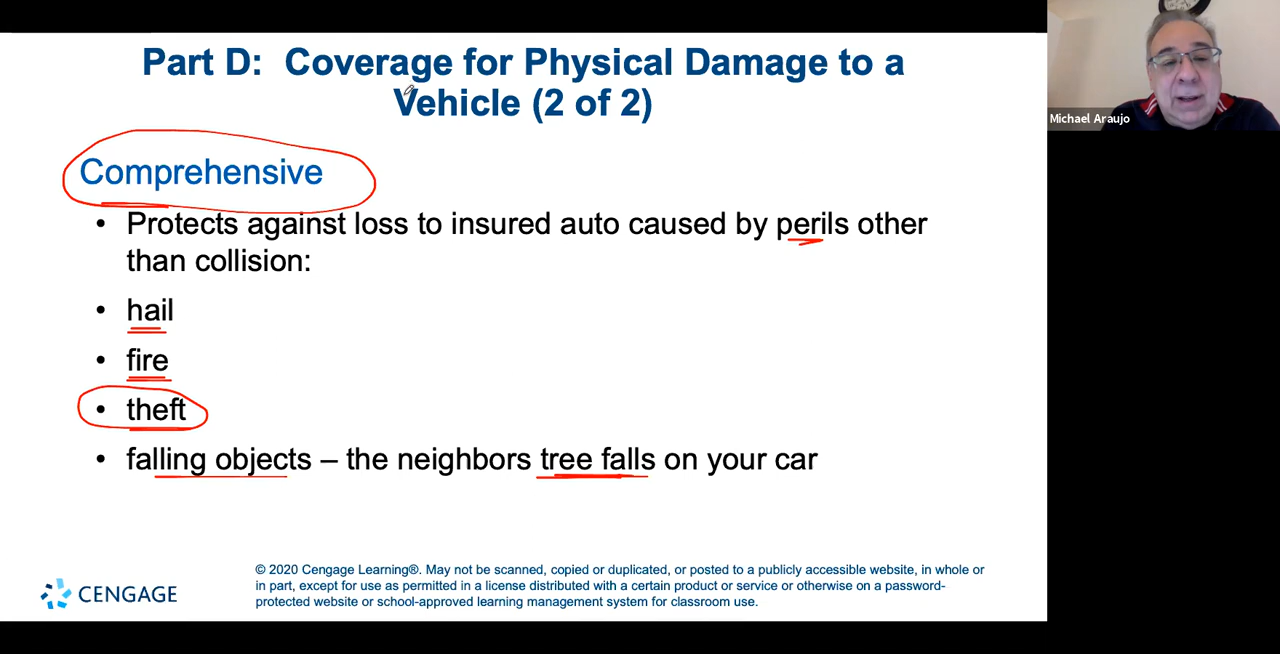 Part D: Coverage for Physical Damage to a
Vehicle (2 of 2)
Michael Araujo
Comprehensive
• Protects against loss to insured auto caused by perils other
than collision:
• hail
• fire
• theft
• falling objects – the neighbors tree falls on your car
© 2020 Cengage Learning®. May not be scanned, copied or duplicated, or posted to a publicly accessible website, in whole or
in part, except for use as permitted in a license distributed with a certain product or service or otherwise on a password-
protected website or school-approved learning management system for classroom use.
CENGAGE